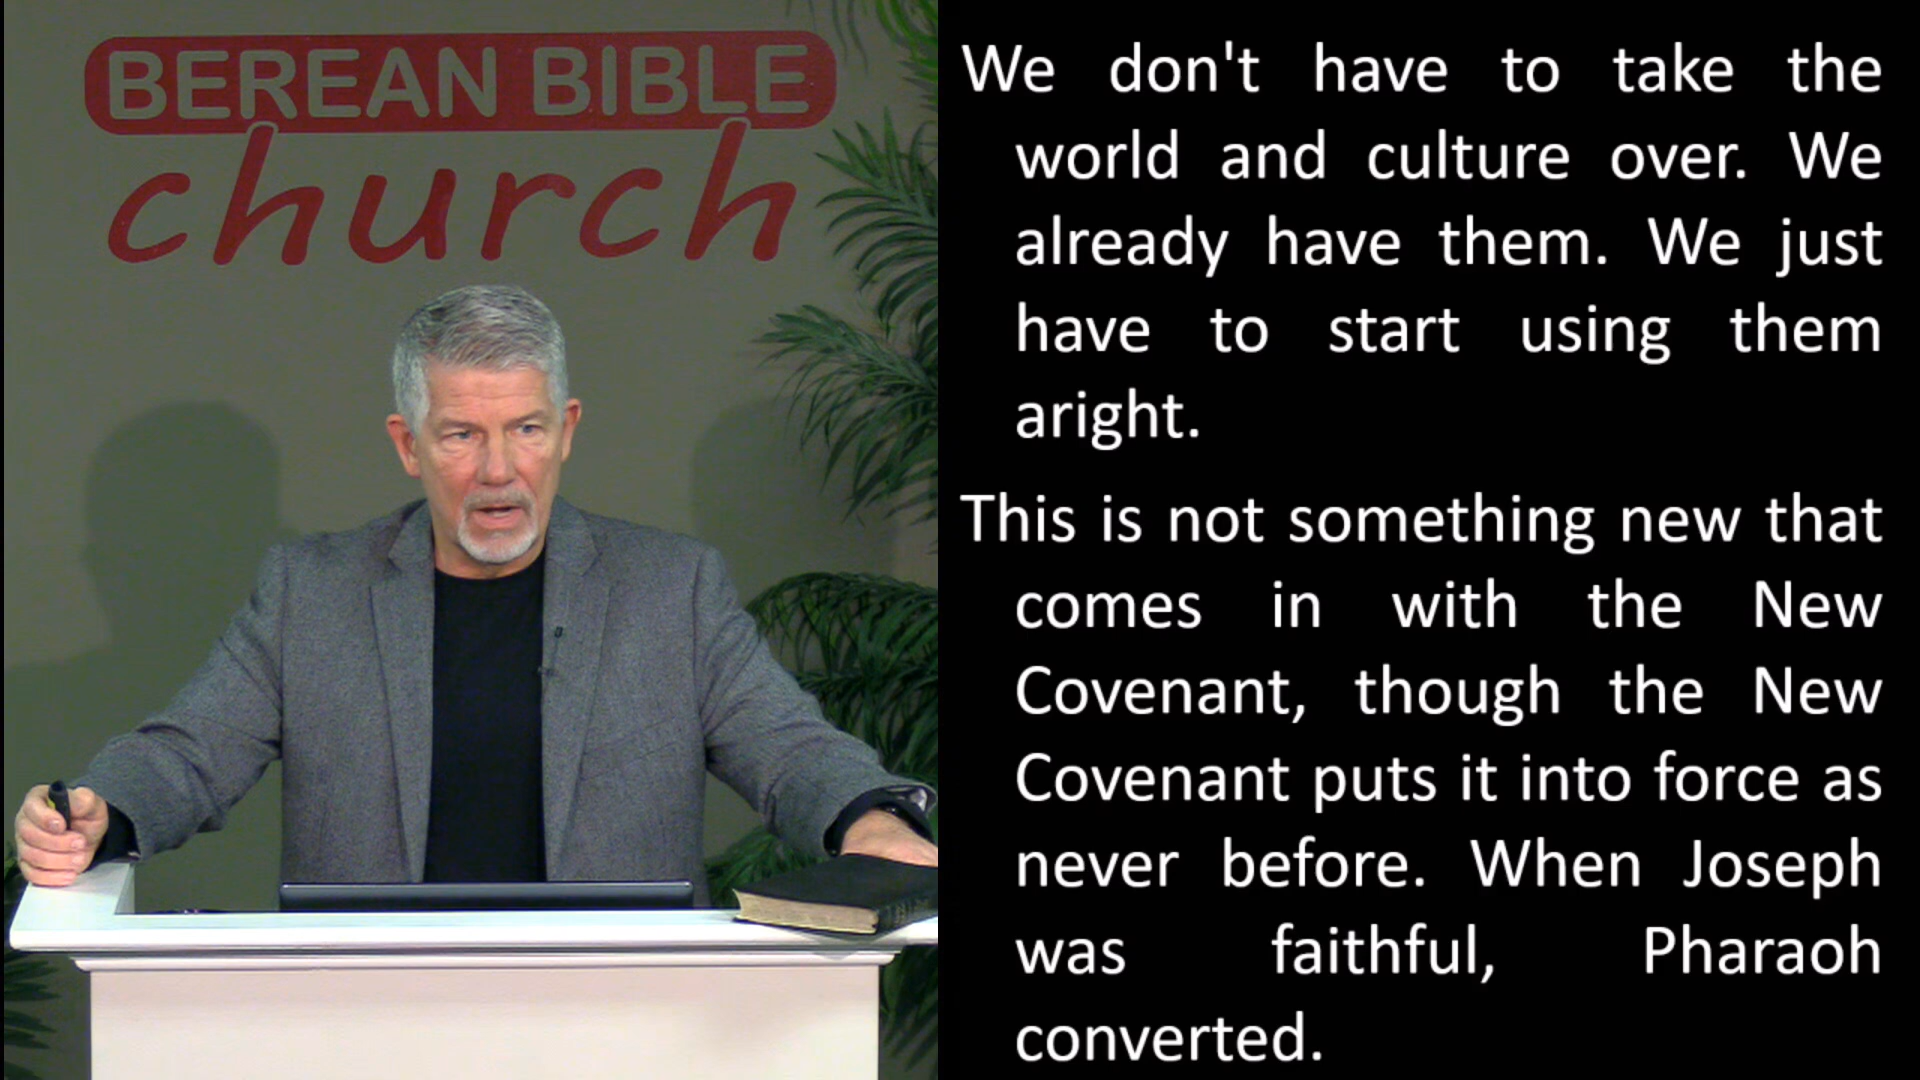 BEREAN BIBLE
church
We don't have to take the
world and culture over. We
already have them. We just
have to start using them
aright.
This is not something new that
comes in with the New
Covenant, though the New
Covenant puts it into force as
never before. When Joseph
was faithful, Pharaoh
converted.